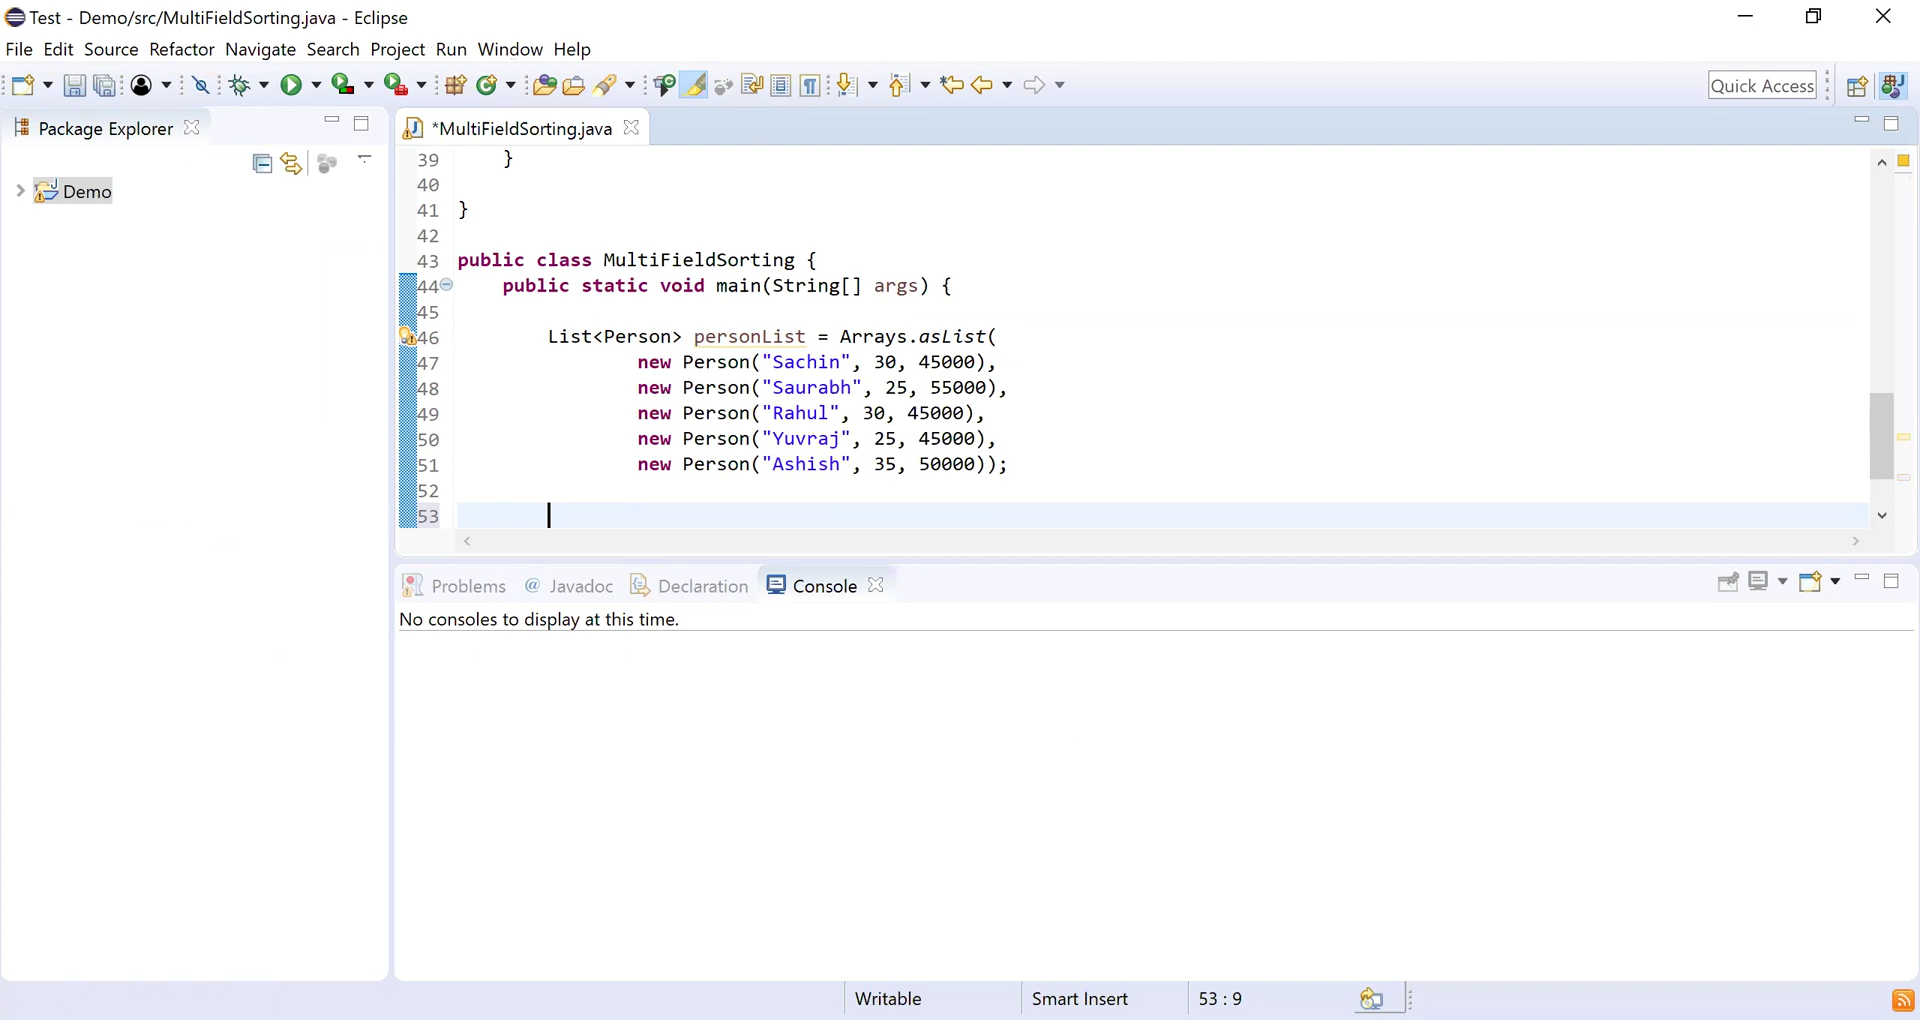 Test - Demo/src/MultiFieldSorting.java - Eclipse
File Edit Source Refactor Navigate Search Project Run Window Help
Quick Access
Package Explorer
*MultiFieldSorting.java
Demo
39 }
40
41 }
42
43 public class MultiFieldSorting {
44 public static void main(String[] args) {
45
46 List<Person> personList = Arrays.asList(
47 new Person("Sachin", 30, 45000),
48 new Person("Saurabh", 25, 55000),
49 new Person("Rahul", 30, 45000),
50 new Person("Yuvraj", 25, 45000),
51 new Person("Ashish", 35, 50000));
52
53
Problems @ Javadoc Declaration Console
No consoles to display at this time.
Writable Smart Insert 53 : 9